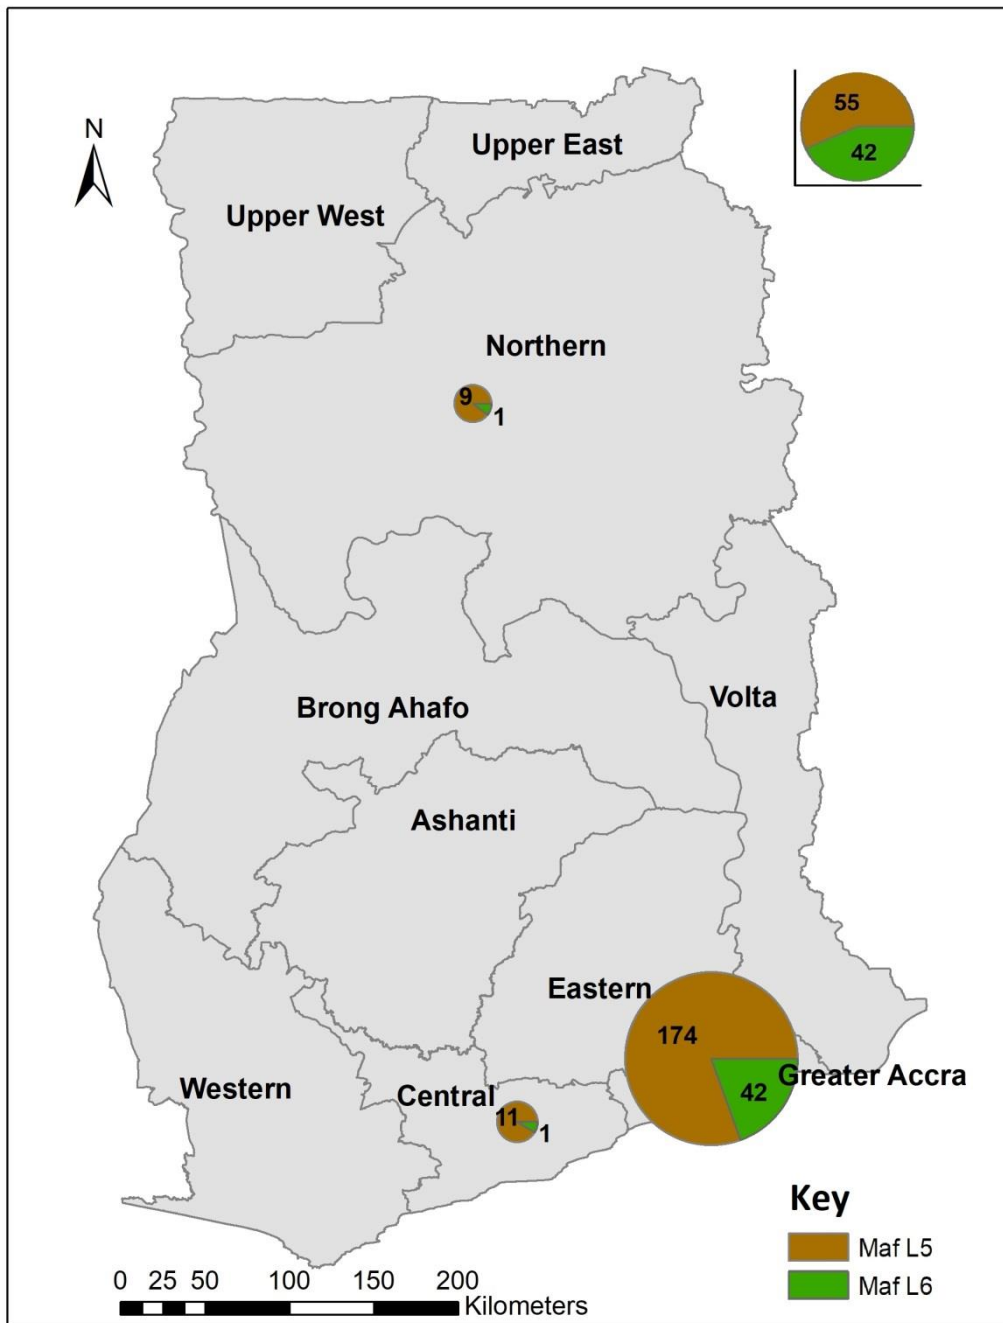 55
42
N
Upper East
Upper West
Northern
9
1
Volta
Brong Ahafo
Ashanti
Eastern
174
42
Greater Accra
Western
Central
11
1
Key
Maf L5
Maf L6
0 25 50 100 150 200
Kilometers